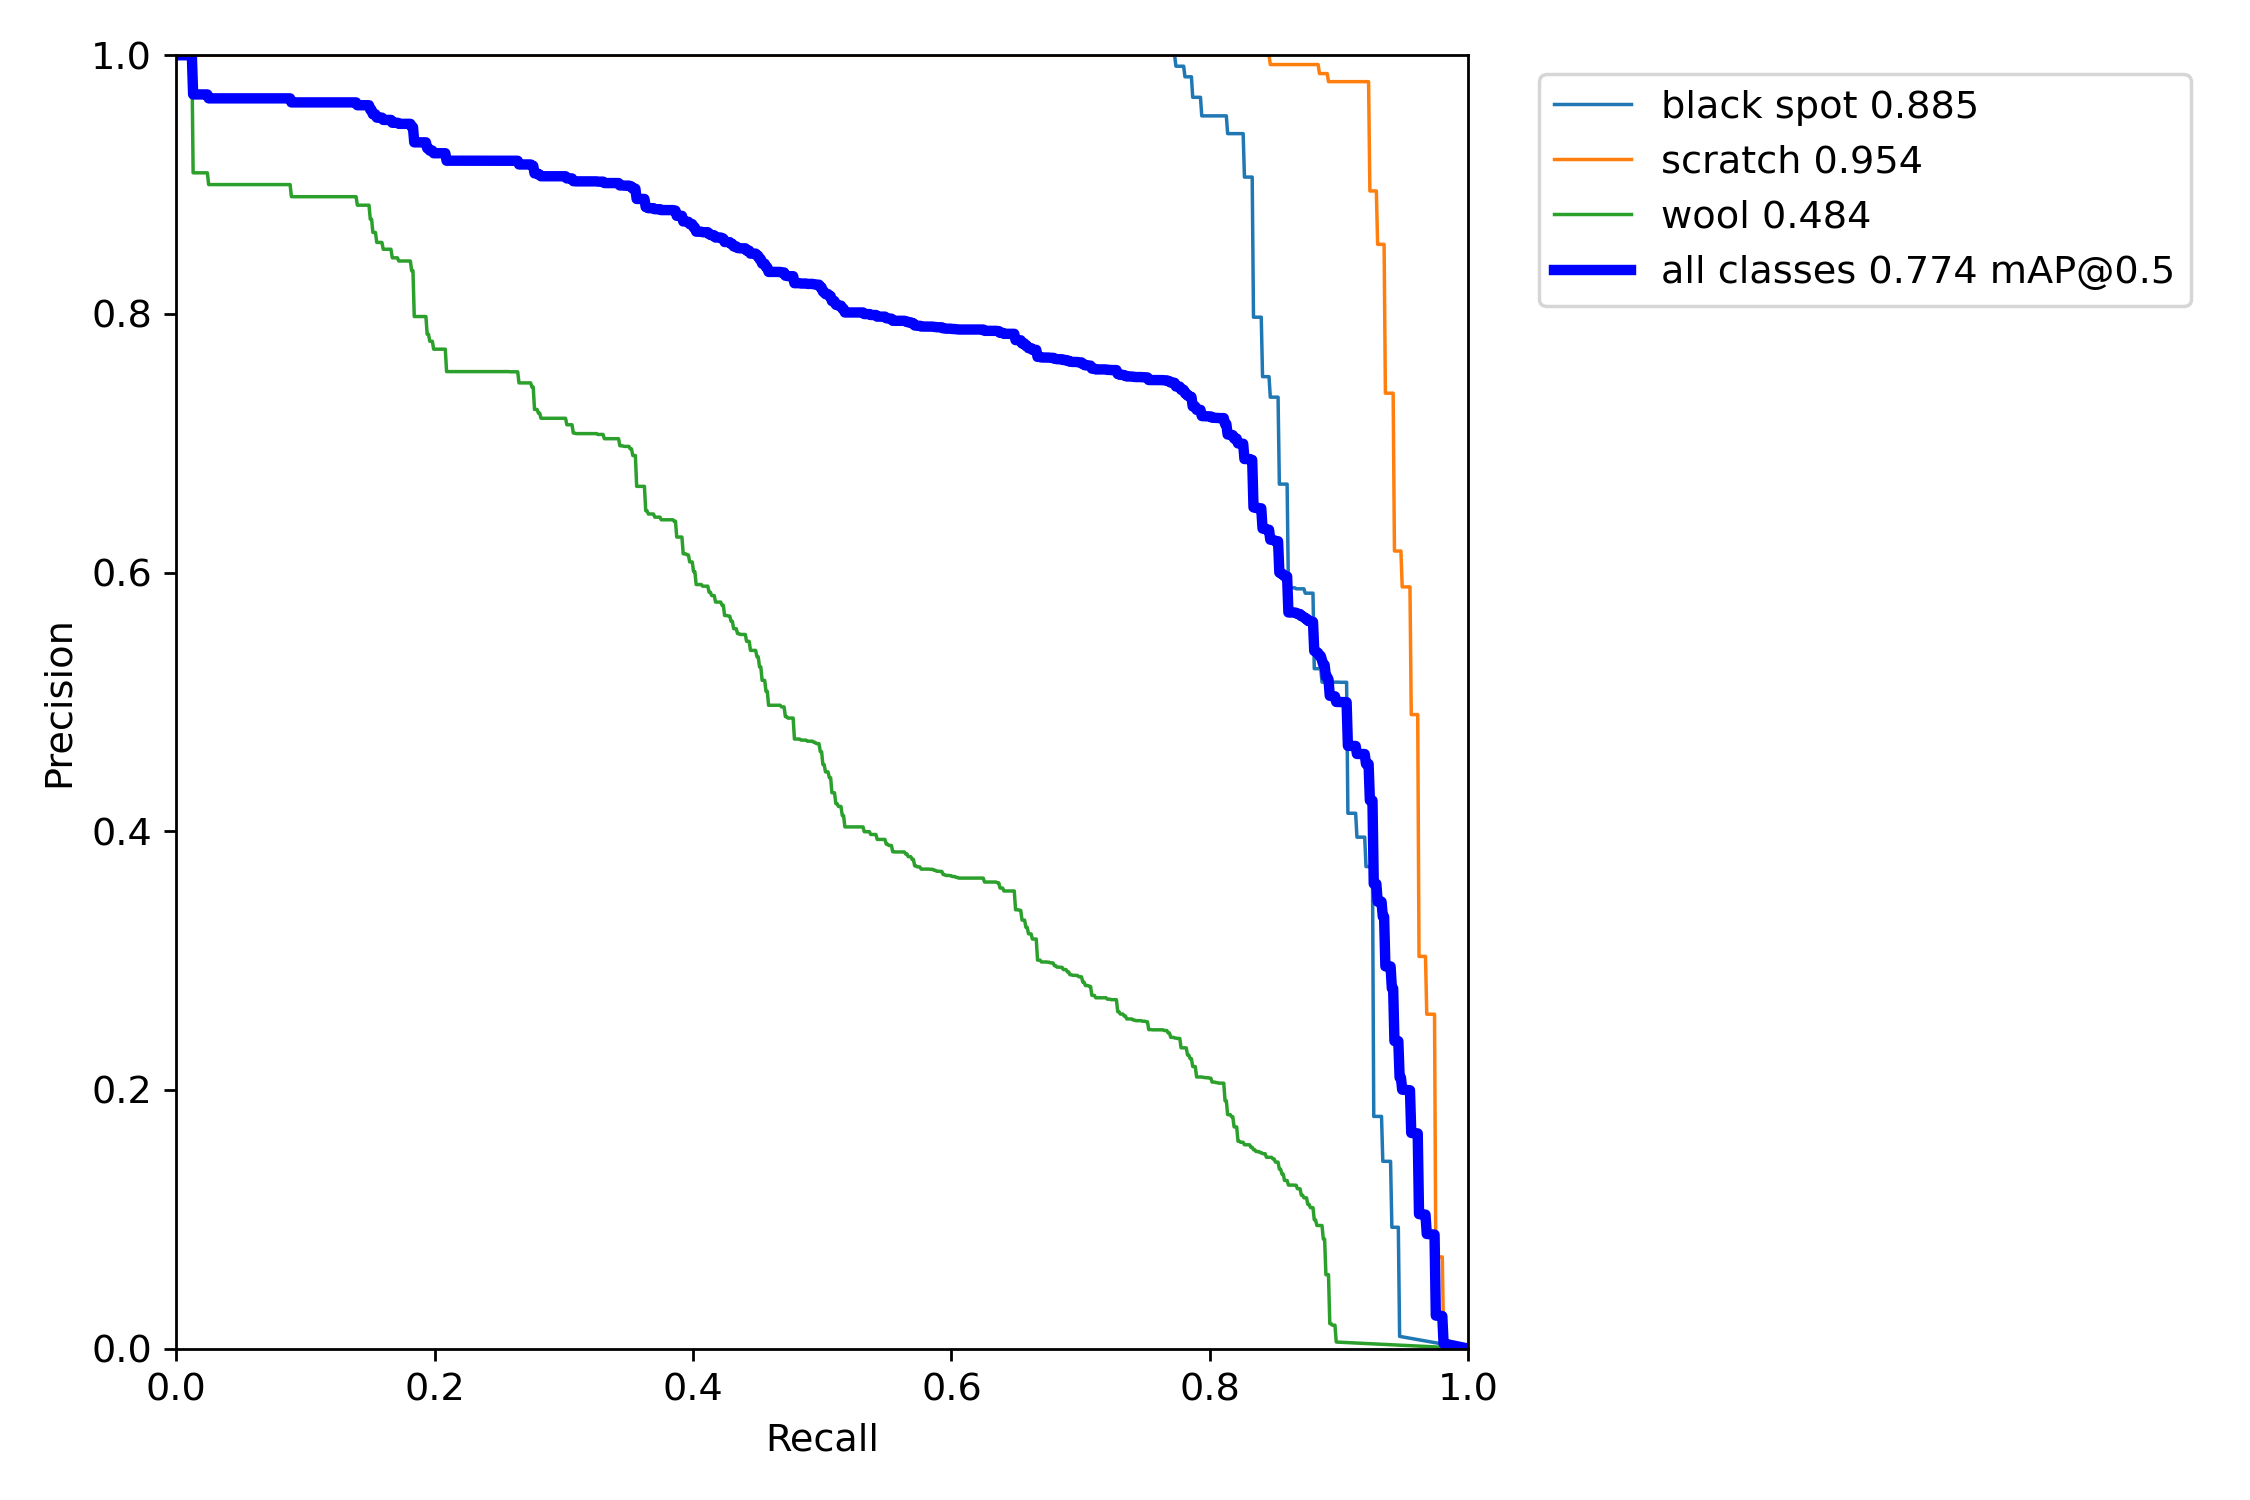 1.0
0.8
0.6
0.4
0.2
0.0
Precision
0.0 0.2 0.4 0.6 0.8 1.0
Recall
black spot 0.885
scratch 0.954
wool 0.484
all classes 0.774 mAP@0.5